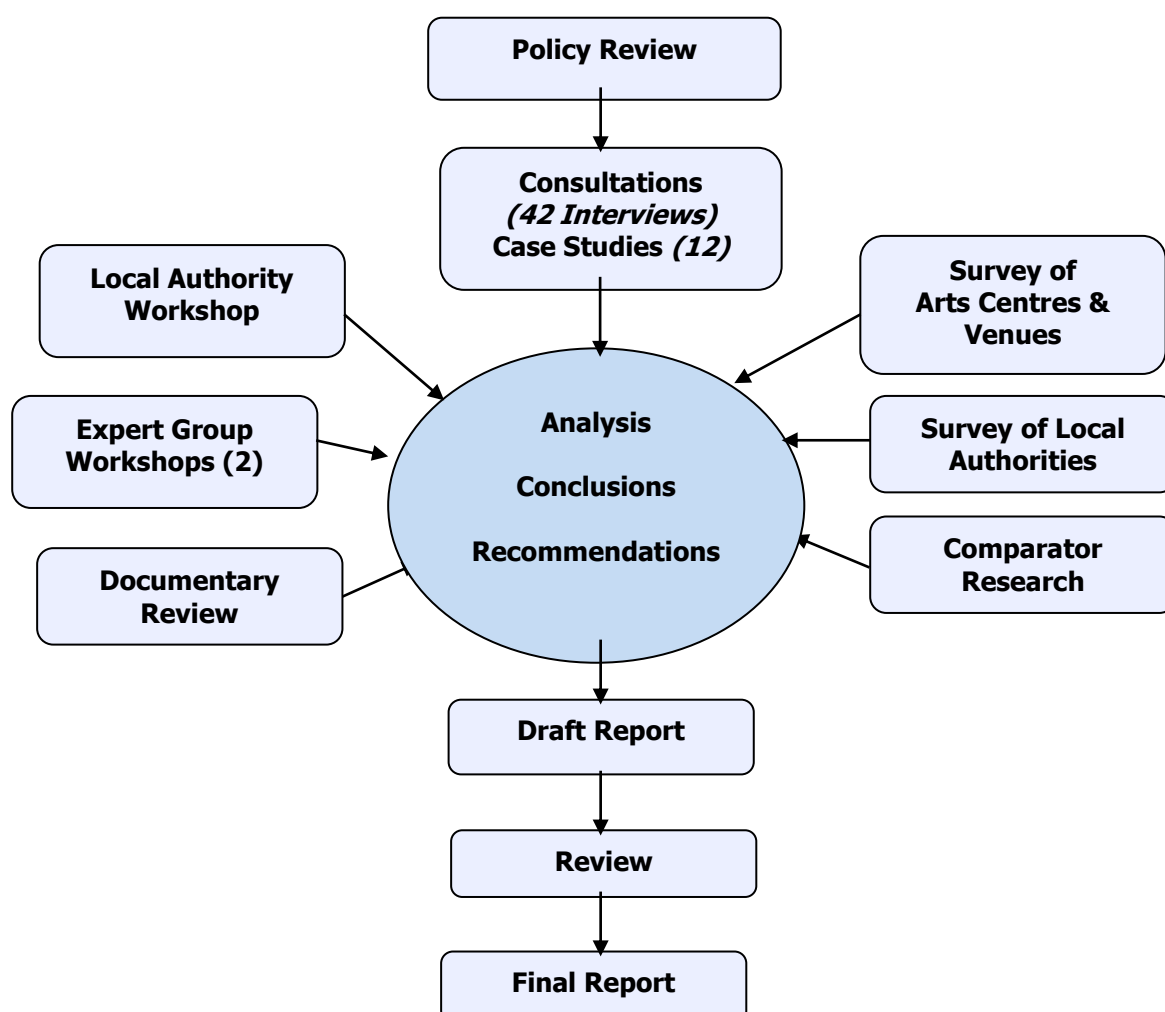 Policy Review
Consultations
(42 Interviews)
Case Studies (12)
Local Authority
Workshop
Survey of
Arts Centres &
Venues
Expert Group
Workshops (2)
Analysis
Conclusions
Recommendations
Survey of Local
Authorities
Documentary
Review
Comparator
Research
Draft Report
Review
Final Report